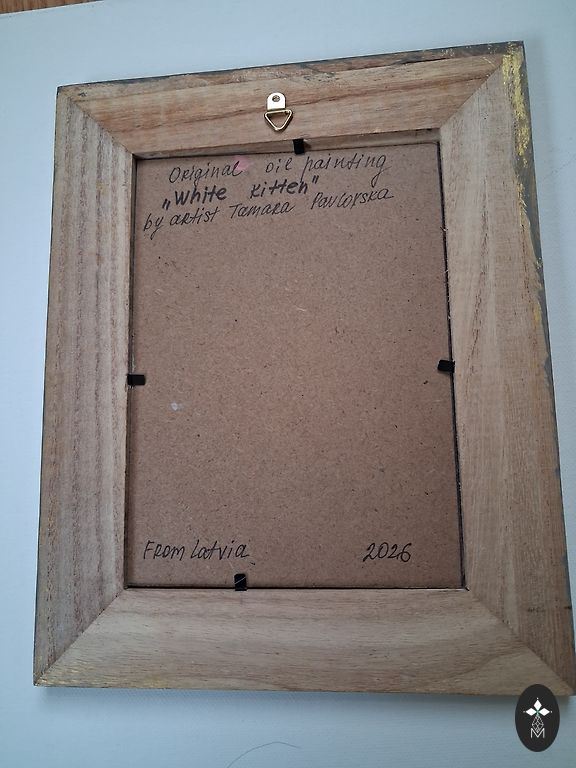 Original oil painting
„White Kitten"
by artist Tamara Pavlovska
From Latvia
2026
M